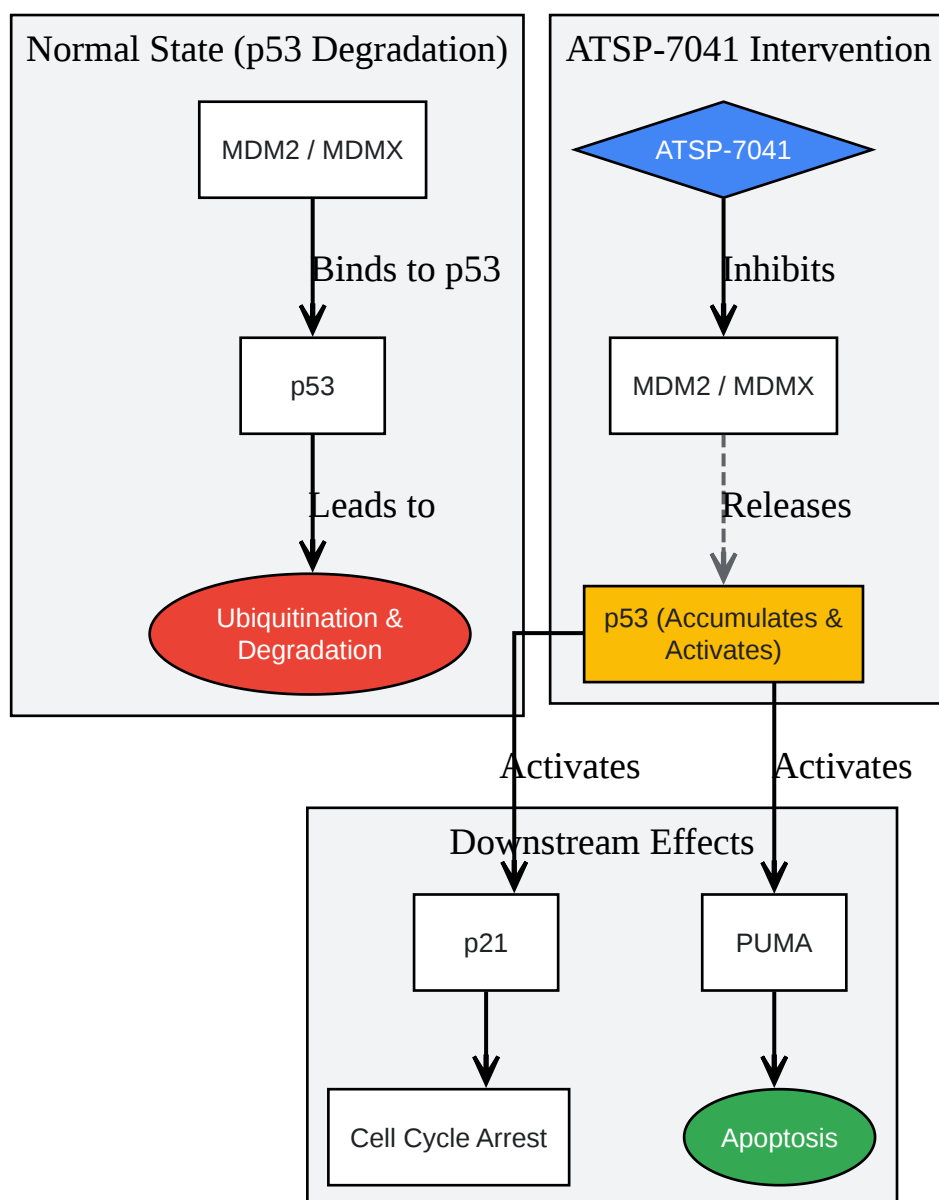 Normal State (p53 Degradation)
MDM2 / MDMX
Binds to p53
p53
Leads to
Ubiquitination &
Degradation
ATSP-7041 Intervention
ATSP-7041
Inhibits
MDM2 / MDMX
Releases
p53 (Accumulates &
Activates)
Activates
Activates
Downstream Effects
p21
PUMA
Cell Cycle Arrest
Apoptosis